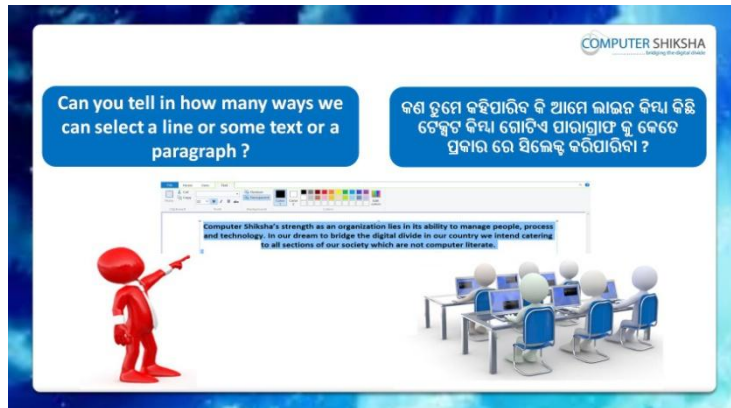 COMPUTER SHIKSHA
bridging the digital divide
Can you tell in how many ways we
can select a line or some text or a
paragraph ?
କଣ ତୁମେ କହିପାରିବ କି ଆମେ ଲାଇନ କିମ୍ୱା କିଛି
ଟେକ୍ସଟ କିମ୍ୱା ଗୋଟିଏ ପାରାଗ୍ରାଫ କୁ କେତେ
ପ୍ରକାର ରେ ସିଲେକ୍ଟ କରିପାରିବା ?
Computer Shiksha's strength as an organization lies in its ability to manage people, process
and technology. In our dream to bridge the digital divide in our country we intend catering
to all sections of our society which are not computer literate.